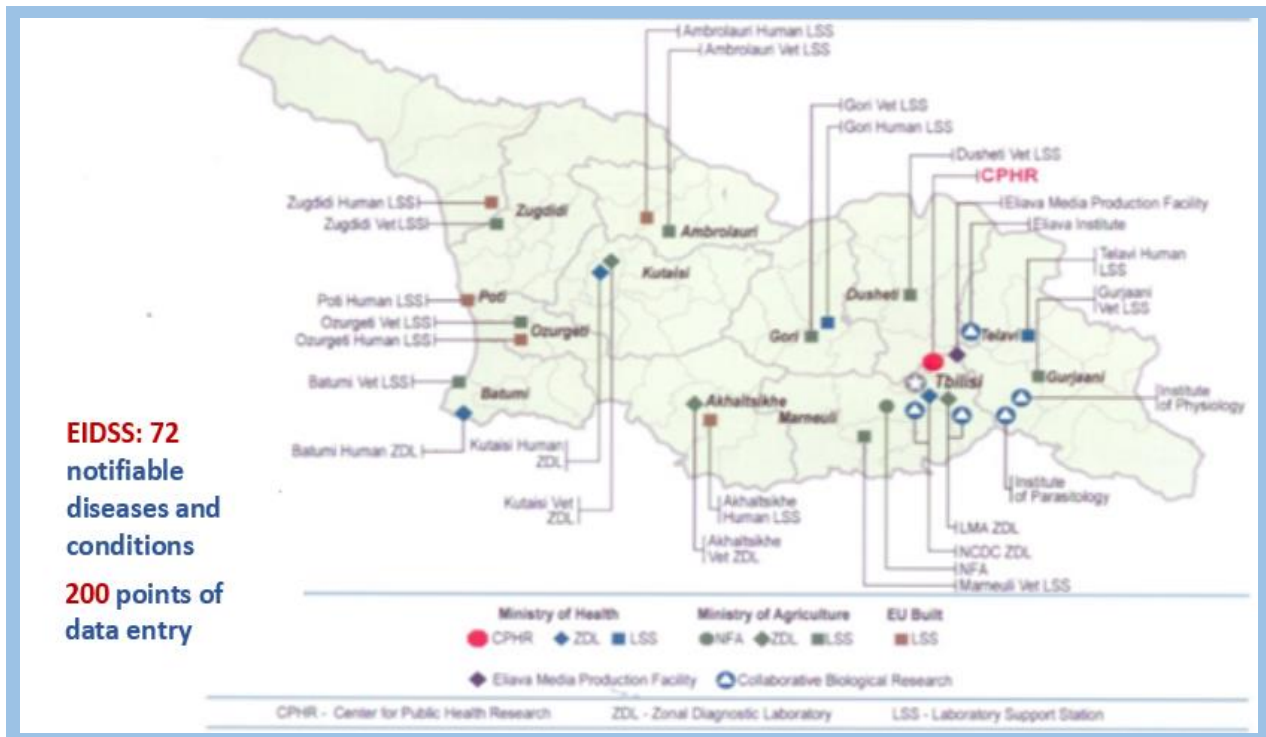 Ambrolauri Human LSS
Ambrolauri Vet LSS
Gori Vet LSS
Gori Human LSS
Dusheti Vet LSS
CPHR
Eliava Media Production Facility
Eliava Institute
Telavi Human
LSS
Gurjaani
Vet LSS
Zugdidi Human LSS
Zugdidi Vet LSS
Zugdidi
Ambrolauri
Kutaisi
Poti Human LSS
Poti
Ozurgeti Vet LSS
Ozurgeti Human LSS
Ozurgeti
Dusheti
Gori
Telavi
Tbilisi
Gurjaani
Batumi Vet LSS
Batumi
Akhaltsikhe
Marneuli
Institute
of Physiology
Batumi Human ZDL
Kutaisi Human
ZDL
Kutaisi Vet
ZDL
Akhaltsikhe
Human LSS
Akhaltsikhe
Vet ZDL
Institute
of Parasitology
LMA ZDL
NCDC ZDL
NFA
Marneuli Vet LSS
EIDSS: 72
notifiable
diseases and
conditions
200 points of
data entry
Ministry of Health Ministry of Agriculture EU Built
CPHR ZDL LSS NFA ZDL LSS LSS
Eliava Media Production Facility Collaborative Biological Research
CPHR - Center for Public Health Research ZDL - Zonal Diagnostic Laboratory LSS - Laboratory Support Station